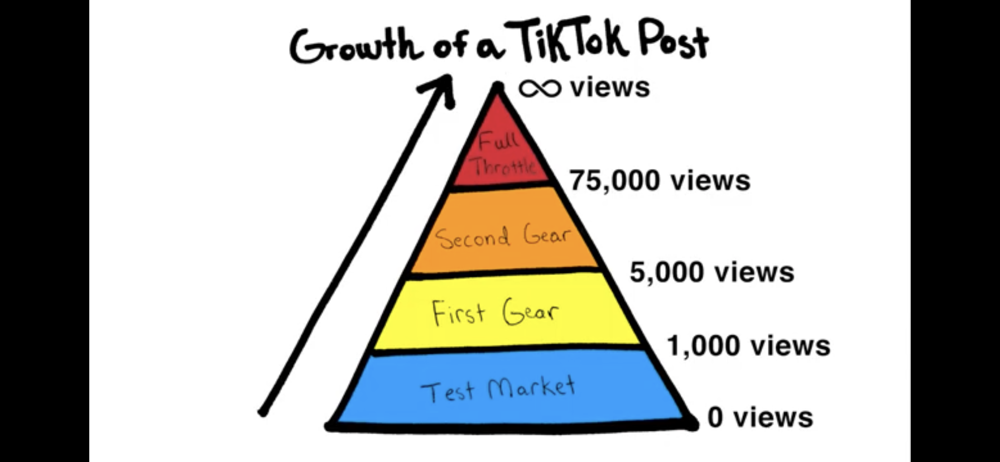 Growth of a TikTok Post
∞ views
Full
Throttle
75,000 views
Second Gear
5,000 views
First Gear
1,000 views
Test Market
0 views